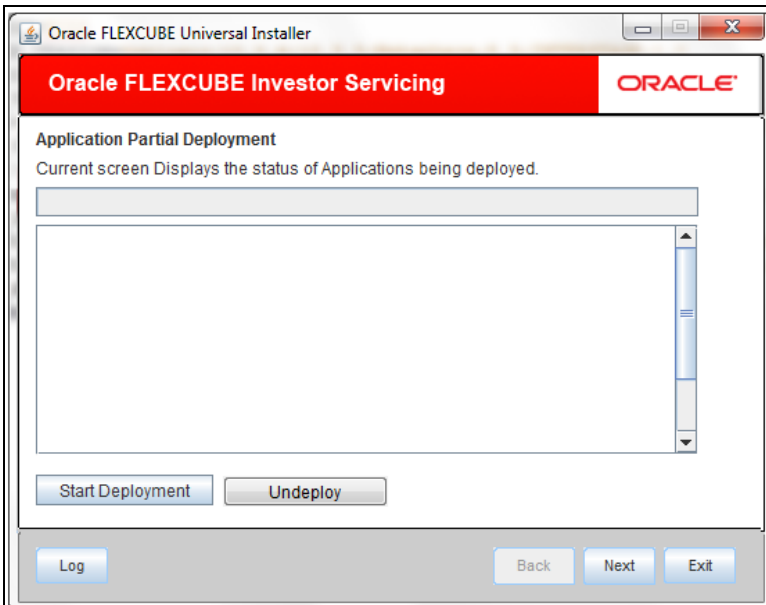 Oracle FLEXCUBE Universal Installer
Oracle FLEXCUBE Investor Servicing
ORACLE
Application Partial Deployment
Current screen Displays the status of Applications being deployed.
Start Deployment Undeploy
Log Back Next Exit